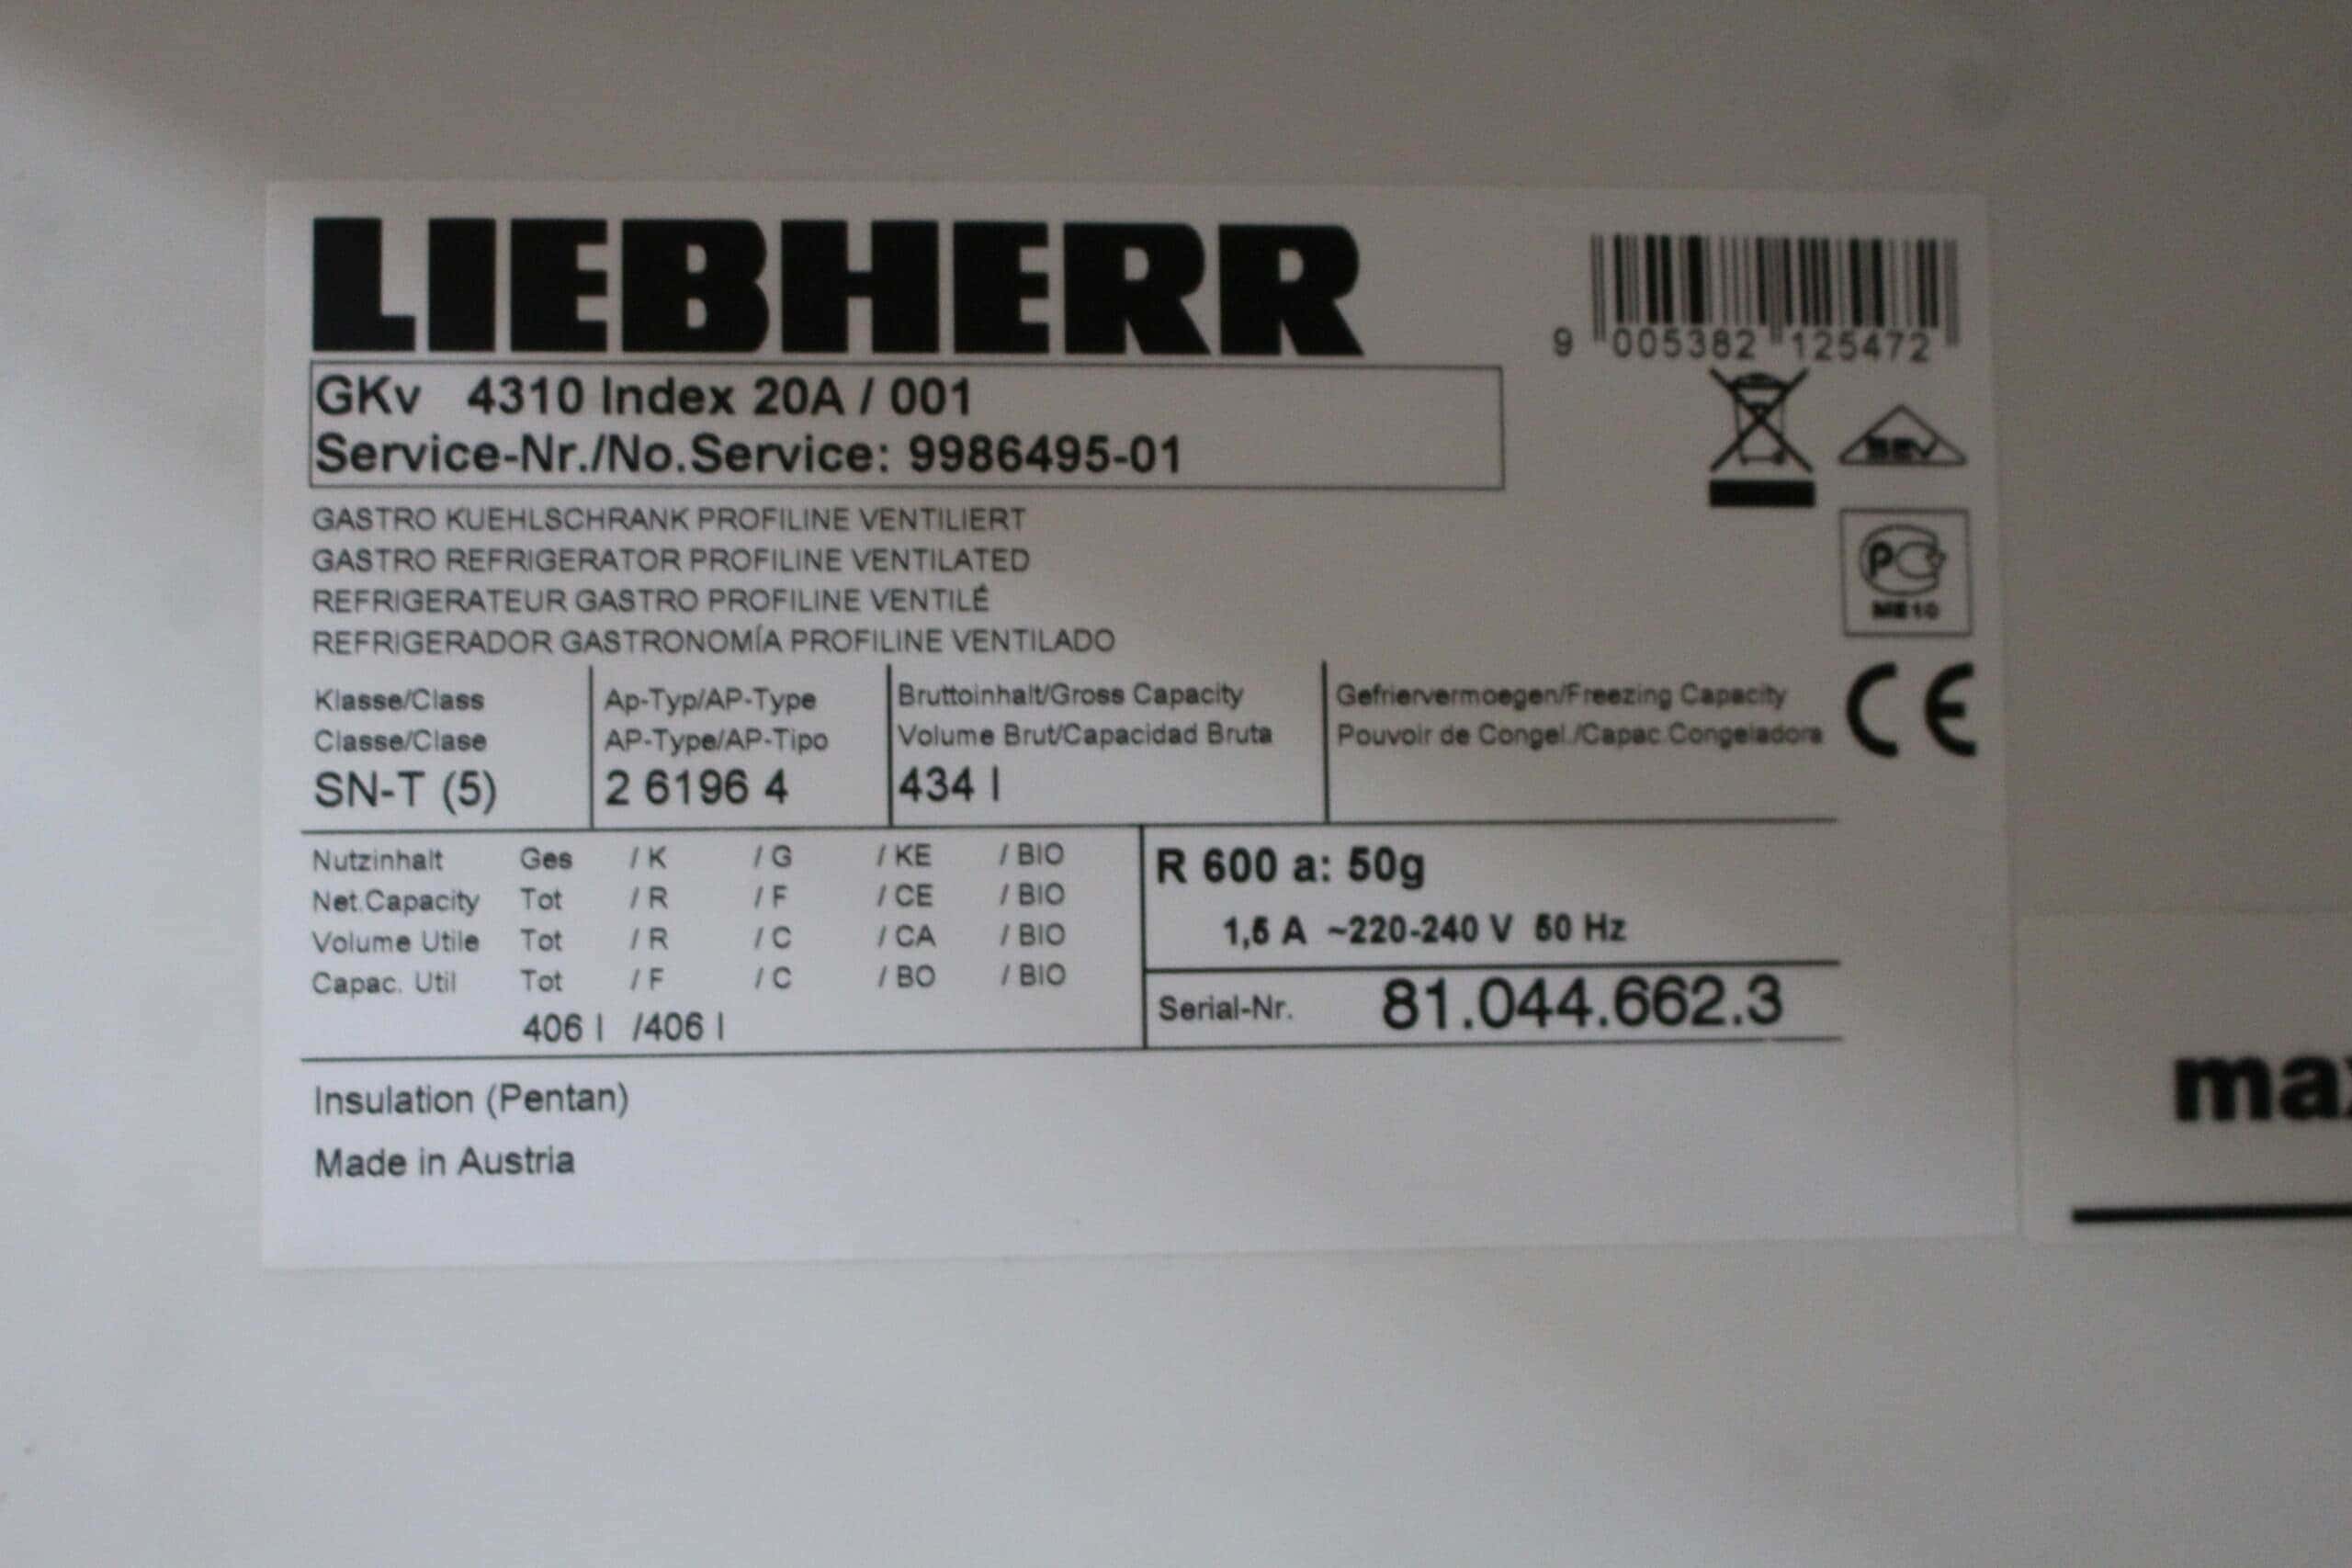 LIEBHERR
9 005382 125472
GKv 4310 Index 20A / 001
Service-Nr./No.Service: 9986495-01
GASTRO KUEHLSCHRANK PROFILINE VENTILIERT
GASTRO REFRIGERATOR PROFILINE VENTILATED
REFRIGERATEUR GASTRO PROFILINE VENTILÉ
REFRIGERADOR GASTRONOMÍA PROFILINE VENTILADO
PC
ME10
CE
Klasse/Class Ap-Typ/AP-Type Bruttoinhalt/Gross Capacity Gefriervermoegen/Freezing Capacity
Classe/Clase AP-Type/AP-Tipo Volume Brut/Capacidad Bruta Pouvoir de Congel./Capac.Congeladora
SN-T (5) 2 6196 4 434 l
Nutzinhalt Ges / K / G / KE / BIO
Net.Capacity Tot / R / F / CE / BIO
Volume Utile Tot / R / C / CA / BIO
Capac. Util Tot / F / C / BO / BIO
406 l /406 l
R 600 a: 50g
1,5 A ~220-240 V 50 Hz
Serial-Nr. 81.044.662.3
Insulation (Pentan)
Made in Austria